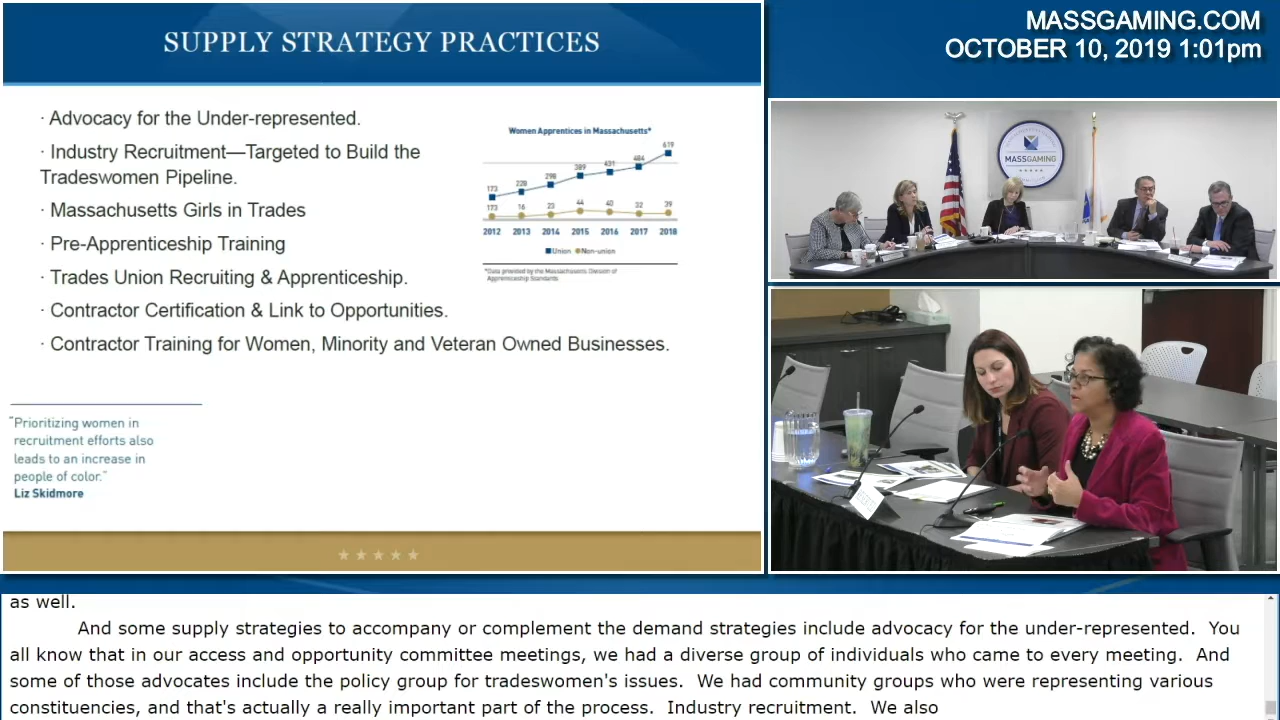 SUPPLY STRATEGY PRACTICES
· Advocacy for the Under-represented.
· Industry Recruitment—Targeted to Build the
Tradeswomen Pipeline.
· Massachusetts Girls in Trades
· Pre-Apprenticeship Training
· Trades Union Recruiting & Apprenticeship.
· Contractor Certification & Link to Opportunities.
· Contractor Training for Women, Minority and Veteran Owned Businesses.
Women Apprentices in Massachusetts*
173 228 298 389 431 484 619
173 16 23 44 40 32 39
2012 2013 2014 2015 2016 2017 2018
Union Non-union
*Data provided by the Massachusetts Division of
Apprenticeship Standards
"Prioritizing women in
recruitment efforts also
leads to an increase in
people of color."
Liz Skidmore
MASSGAMING.COM
OCTOBER 10, 2019 1:01pm
MASSGAMING
as well.
And some supply strategies to accompany or complement the demand strategies include advocacy for the under-represented. You
all know that in our access and opportunity committee meetings, we had a diverse group of individuals who came to every meeting. And
some of those advocates include the policy group for tradeswomen's issues. We had community groups who were representing various
constituencies, and that's actually a really important part of the process. Industry recruitment. We also